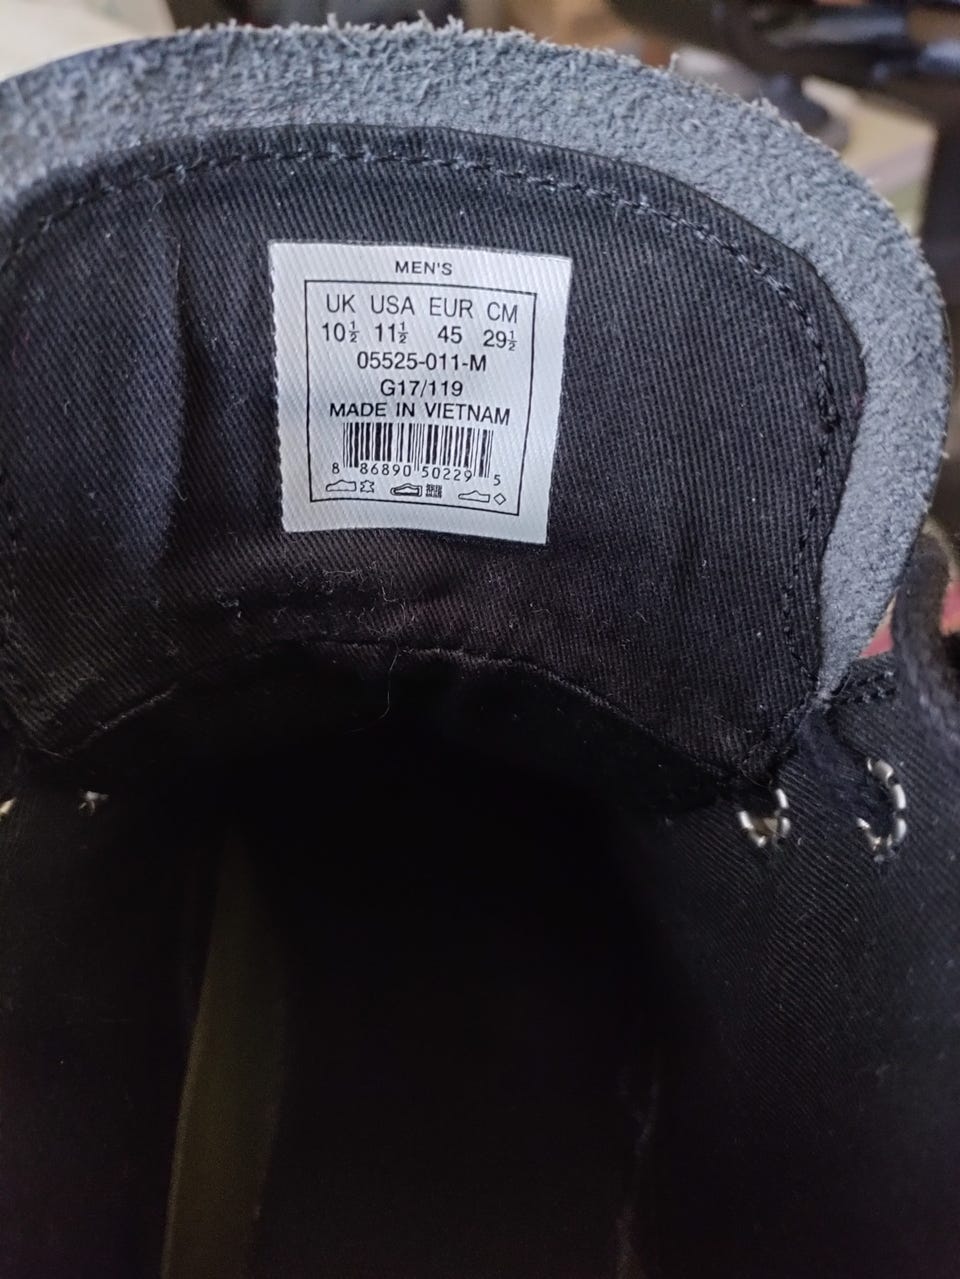 MEN'S
UK USA EUR CM
10½ 11½ 45 29½
05525-011-M
G17/119
MADE IN VIETNAM
8 86890 50229 5